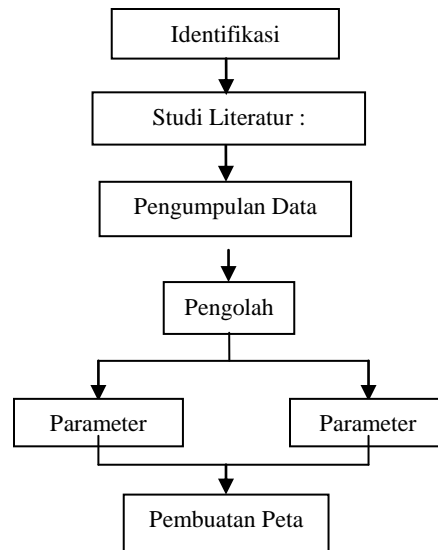 Identifikasi
Studi Literatur :
Pengumpulan Data
Pengolah
Parameter
Parameter
Pembuatan Peta